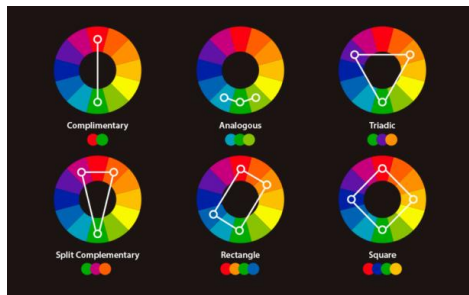 Complimentary
Analogous
Triadic
Split Complementary
Rectangle
Square